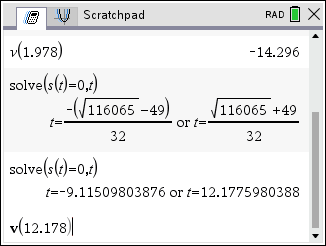 Scratchpad RAD
v(1.978) -14.296
solve(s(t)=0,t)
t=-(√116065 -49)/32 or t=(√116065 +49)/32
solve(s(t)=0,t)
t=-9.11509803876 or t=12.1775980388
v(12.178)